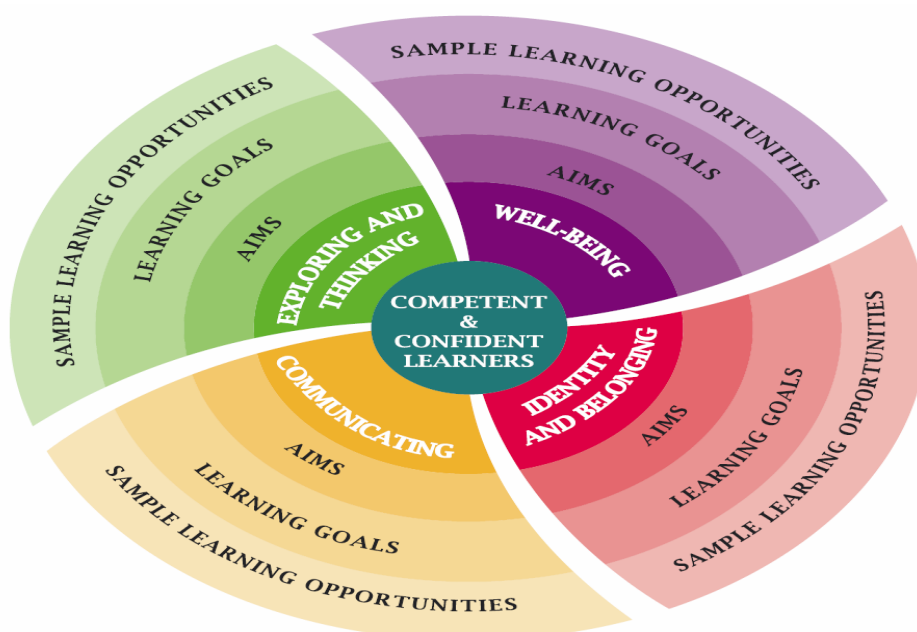 SAMPLE LEARNING OPPORTUNITIES
LEARNING GOALS
AIMS
EXPLORING AND
THINKING
SAMPLE LEARNING OPPORTUNITIES
LEARNING GOALS
AIMS
WELL-BEING
COMPETENT
&
CONFIDENT
LEARNERS
COMMUNICATING
AIMS
LEARNING GOALS
SAMPLE LEARNING OPPORTUNITIES
IDENTITY
AND BELONGING
AIMS
LEARNING GOALS
SAMPLE LEARNING OPPORTUNITIES